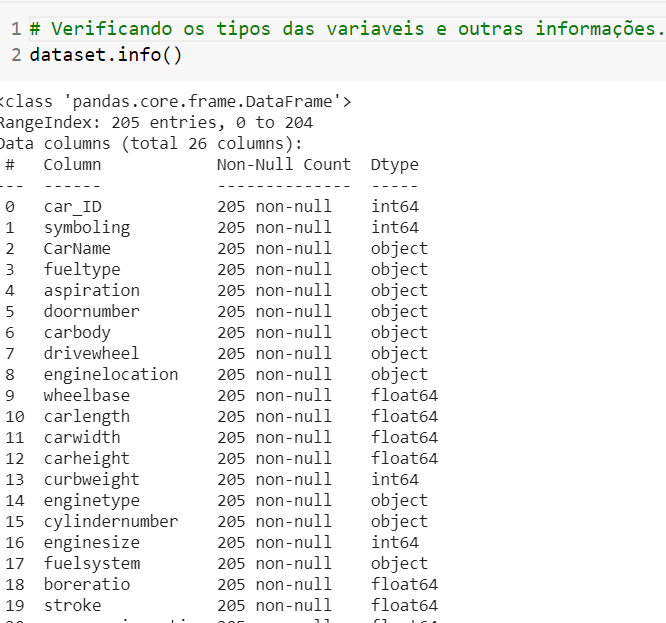 1 # Verificando os tipos das variaveis e outras informações.
2 dataset.info()
<class 'pandas.core.frame.DataFrame'>
RangeIndex: 205 entries, 0 to 204
Data columns (total 26 columns):
# Column Non-Null Count Dtype
--- ------ -------------- -----
0 car_ID 205 non-null int64
1 symboling 205 non-null int64
2 CarName 205 non-null object
3 fueltype 205 non-null object
4 aspiration 205 non-null object
5 doornumber 205 non-null object
6 carbody 205 non-null object
7 drivewheel 205 non-null object
8 enginelocation 205 non-null object
9 wheelbase 205 non-null float64
10 carlength 205 non-null float64
11 carwidth 205 non-null float64
12 carheight 205 non-null float64
13 curbweight 205 non-null int64
14 enginetype 205 non-null object
15 cylindernumber 205 non-null object
16 enginesize 205 non-null int64
17 fuelsystem 205 non-null object
18 boreratio 205 non-null float64
19 stroke 205 non-null float64